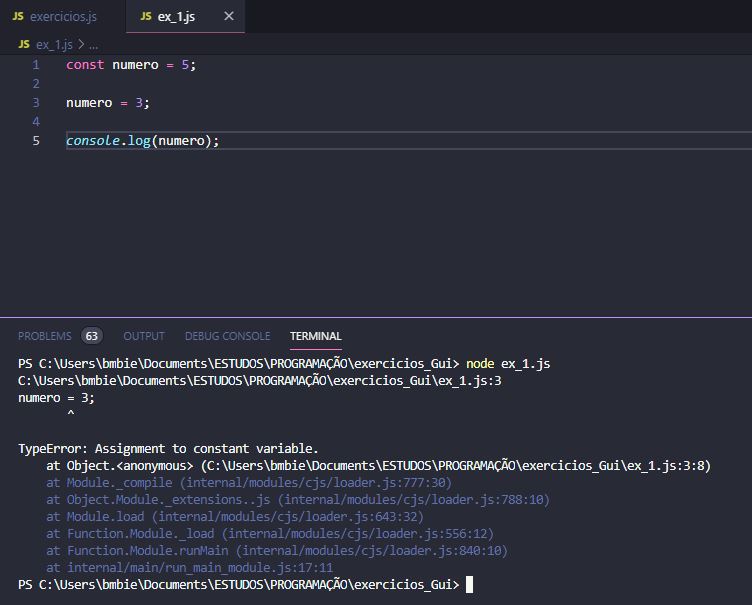 JS exercicios.js JS ex_1.js ✕
JS ex_1.js > ...
1 const numero = 5;
2
3 numero = 3;
4
5 console.log(numero);
PROBLEMS 63 OUTPUT DEBUG CONSOLE TERMINAL
PS C:\Users\bmbie\Documents\ESTUDOS\PROGRAMAÇÃO\exercicios_Gui> node ex_1.js
C:\Users\bmbie\Documents\ESTUDOS\PROGRAMAÇÃO\exercicios_Gui\ex_1.js:3
numero = 3;
       ^
TypeError: Assignment to constant variable.
    at Object.<anonymous> (C:\Users\bmbie\Documents\ESTUDOS\PROGRAMAÇÃO\exercicios_Gui\ex_1.js:3:8)
    at Module._compile (internal/modules/cjs/loader.js:777:30)
    at Object.Module._extensions..js (internal/modules/cjs/loader.js:788:10)
    at Module.load (internal/modules/cjs/loader.js:643:32)
    at Function.Module._load (internal/modules/cjs/loader.js:556:12)
    at Function.Module.runMain (internal/modules/cjs/loader.js:840:10)
    at internal/main/run_main_module.js:17:11
PS C:\Users\bmbie\Documents\ESTUDOS\PROGRAMAÇÃO\exercicios_Gui>